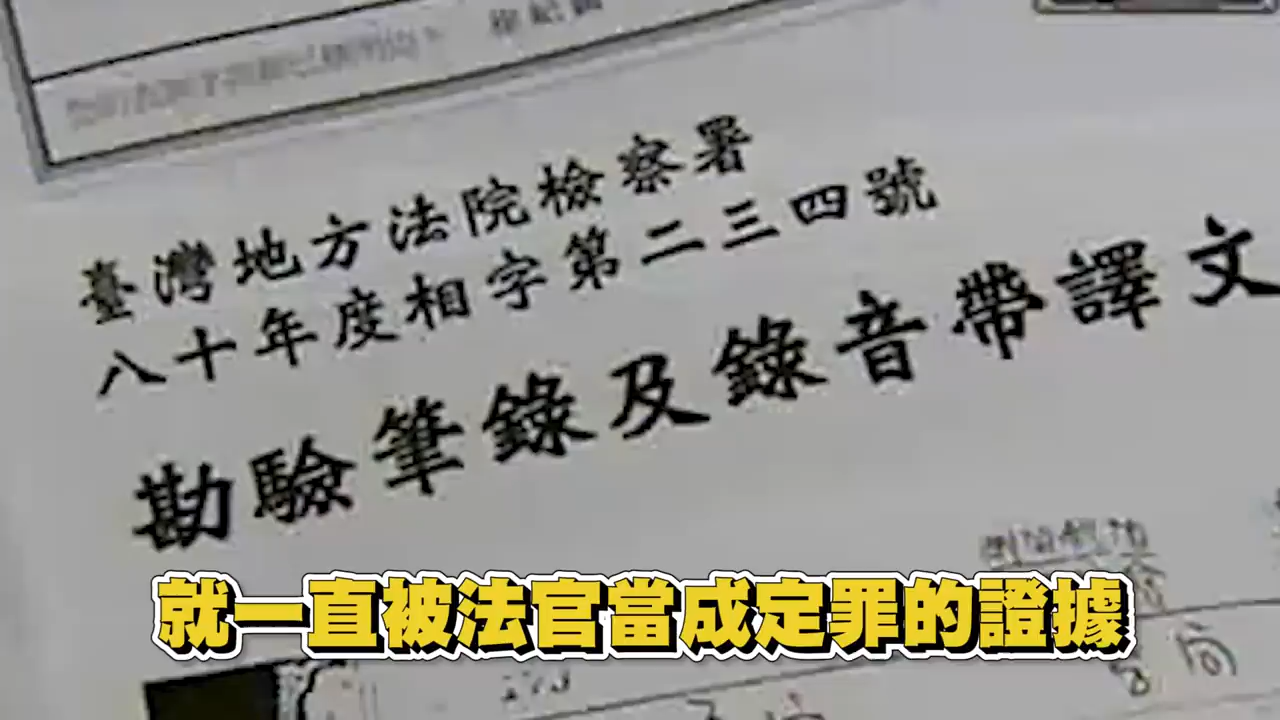 臺灣地方法院檢察署
八十年度相字第二三四號
勘驗筆錄及錄音帶譯文
就一直被法官當成定罪的證據